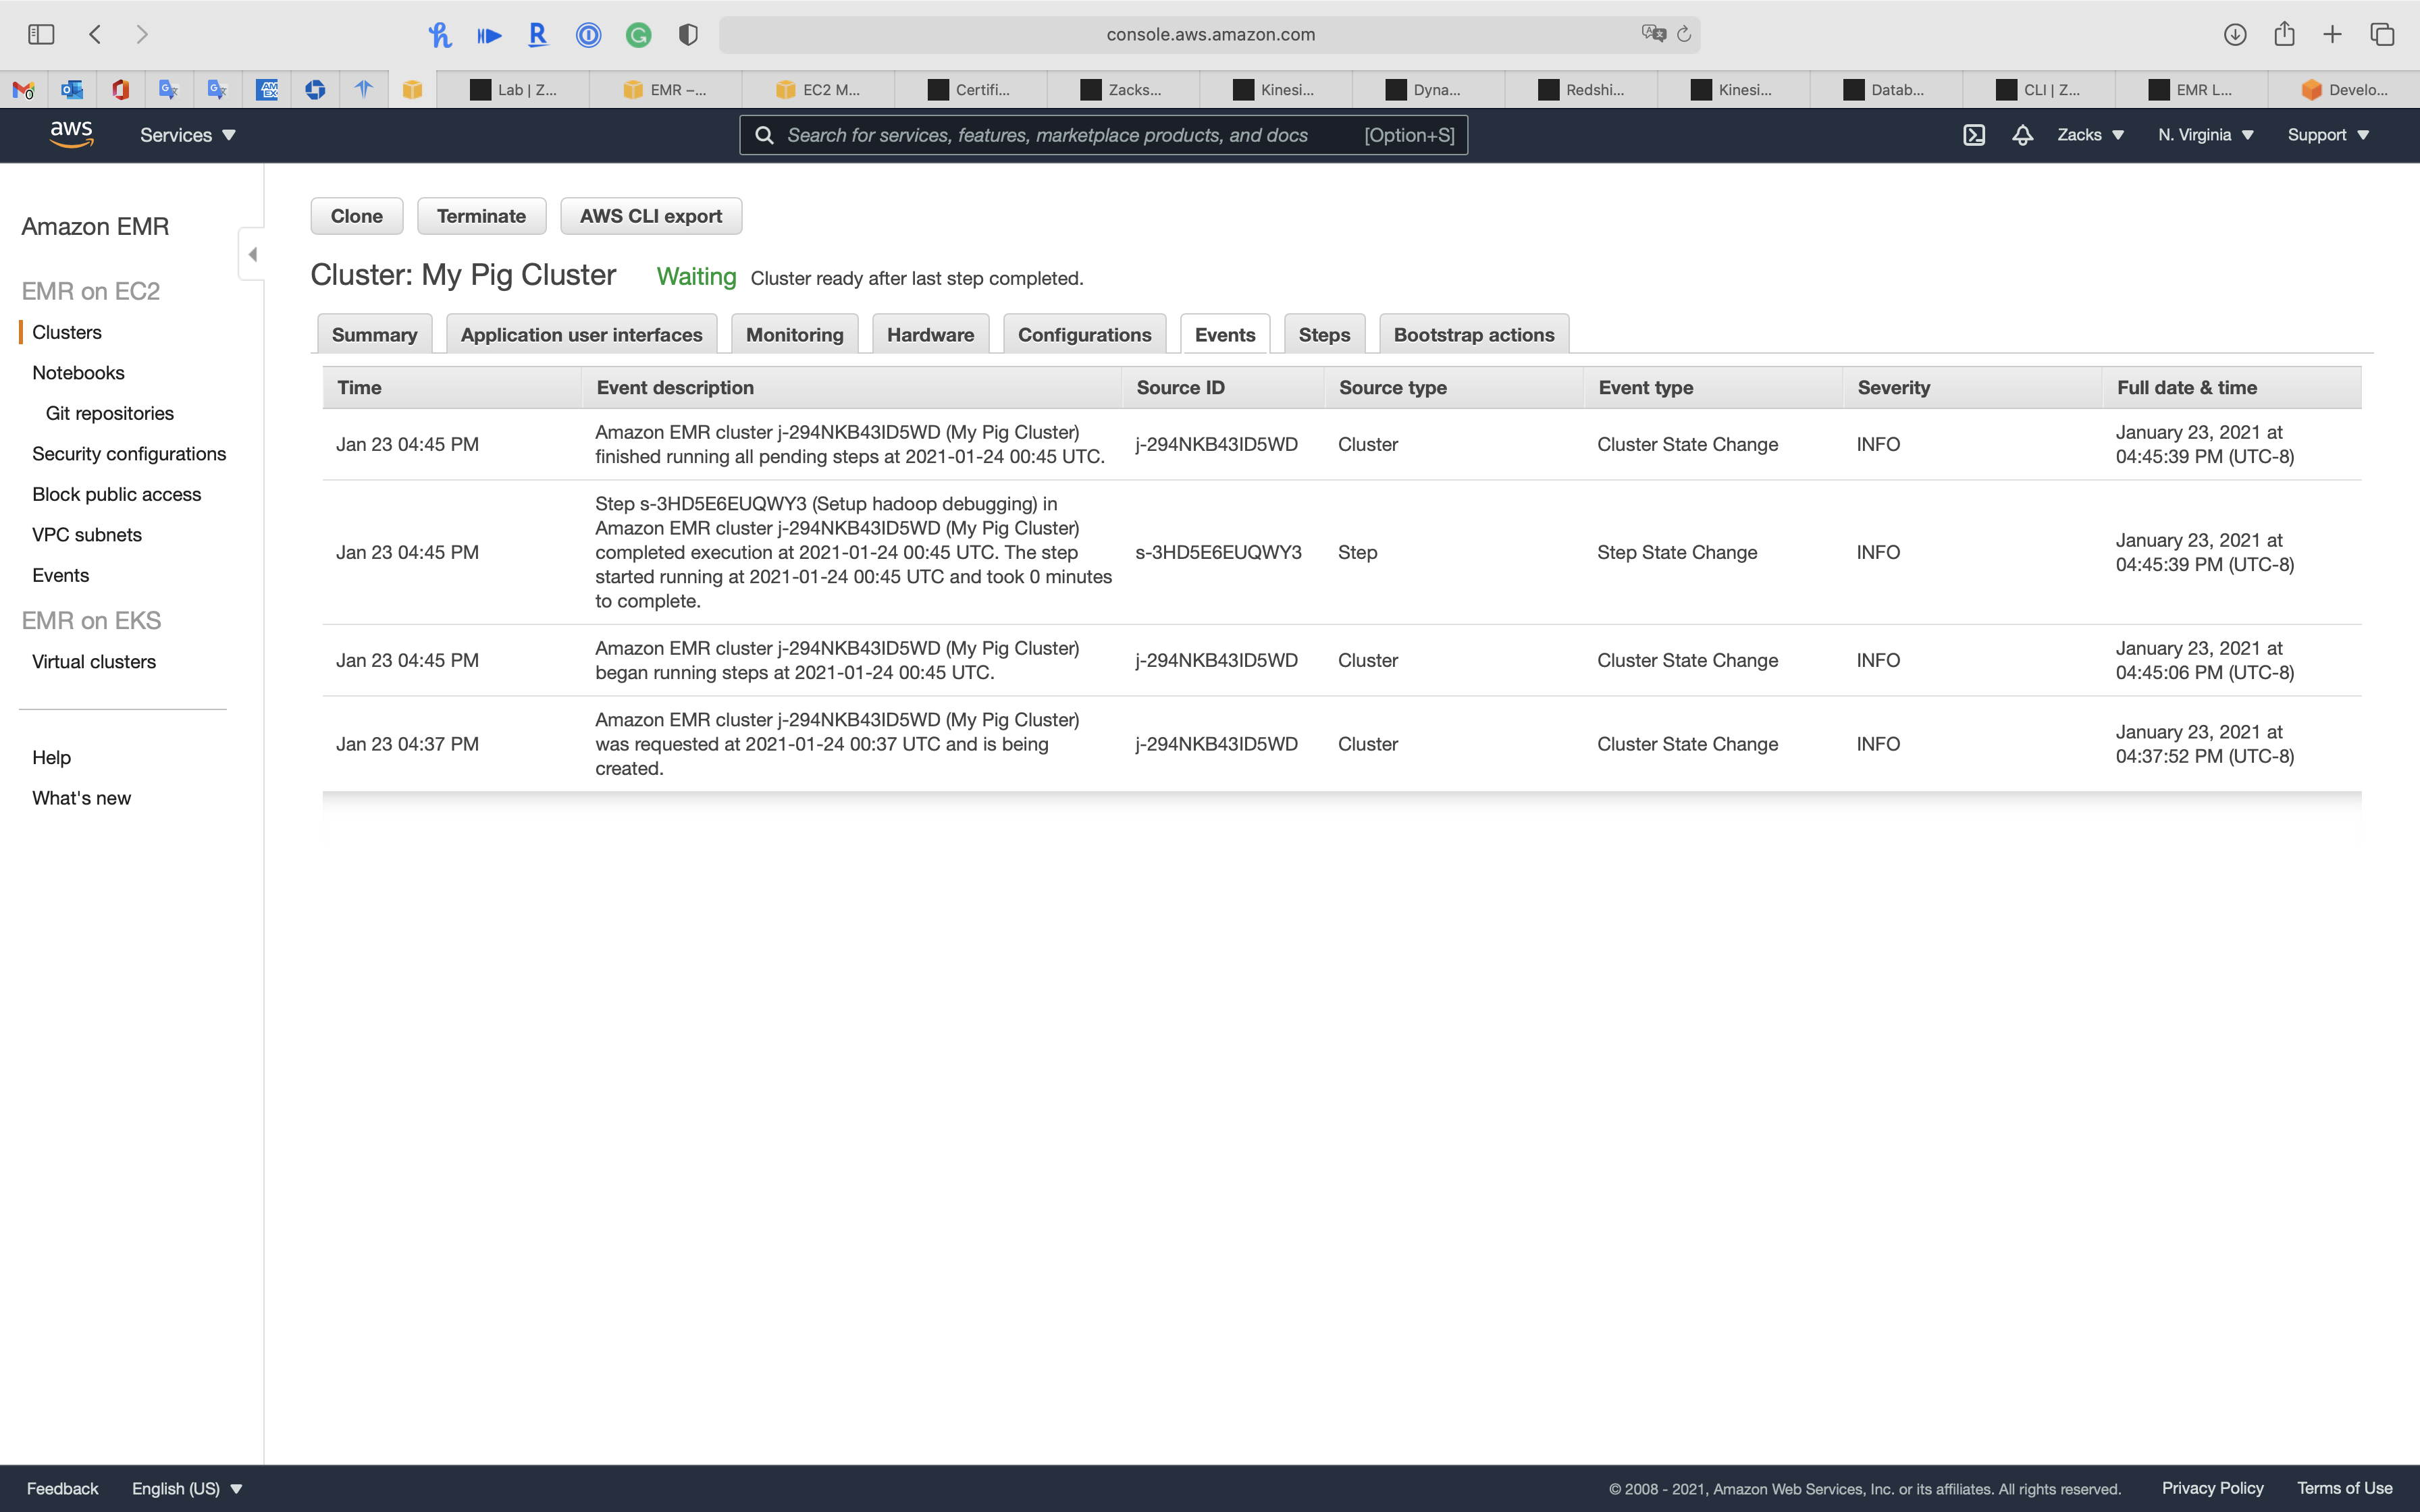 console.aws.amazon.com
Lab | Z...
EMR –...
EC2 M...
Certifi...
Zacks...
Kinesi...
Dyna...
Redshi...
Kinesi...
Datab...
CLI | Z...
EMR L...
Develo...
aws
Services
Search for services, features, marketplace products, and docs [Option+S]
Zacks
N. Virginia
Support
Amazon EMR
EMR on EC2
Clusters
Notebooks
Git repositories
Security configurations
Block public access
VPC subnets
Events
EMR on EKS
Virtual clusters
Help
What's new
Clone
Terminate
AWS CLI export
Cluster: My Pig Cluster Waiting Cluster ready after last step completed.
Summary
Application user interfaces
Monitoring
Hardware
Configurations
Events
Steps
Bootstrap actions
Time
Event description
Source ID
Source type
Event type
Severity
Full date & time
Jan 23 04:45 PM
Amazon EMR cluster j-294NKB43ID5WD (My Pig Cluster)
finished running all pending steps at 2021-01-24 00:45 UTC.
j-294NKB43ID5WD
Cluster
Cluster State Change
INFO
January 23, 2021 at
04:45:39 PM (UTC-8)
Jan 23 04:45 PM
Step s-3HD5E6EUQWY3 (Setup hadoop debugging) in
Amazon EMR cluster j-294NKB43ID5WD (My Pig Cluster)
completed execution at 2021-01-24 00:45 UTC. The step
started running at 2021-01-24 00:45 UTC and took 0 minutes
to complete.
s-3HD5E6EUQWY3
Step
Step State Change
INFO
January 23, 2021 at
04:45:39 PM (UTC-8)
Jan 23 04:45 PM
Amazon EMR cluster j-294NKB43ID5WD (My Pig Cluster)
began running steps at 2021-01-24 00:45 UTC.
j-294NKB43ID5WD
Cluster
Cluster State Change
INFO
January 23, 2021 at
04:45:06 PM (UTC-8)
Jan 23 04:37 PM
Amazon EMR cluster j-294NKB43ID5WD (My Pig Cluster)
was requested at 2021-01-24 00:37 UTC and is being
created.
j-294NKB43ID5WD
Cluster
Cluster State Change
INFO
January 23, 2021 at
04:37:52 PM (UTC-8)
Feedback
English (US)
© 2008 - 2021, Amazon Web Services, Inc. or its affiliates. All rights reserved.
Privacy Policy
Terms of Use